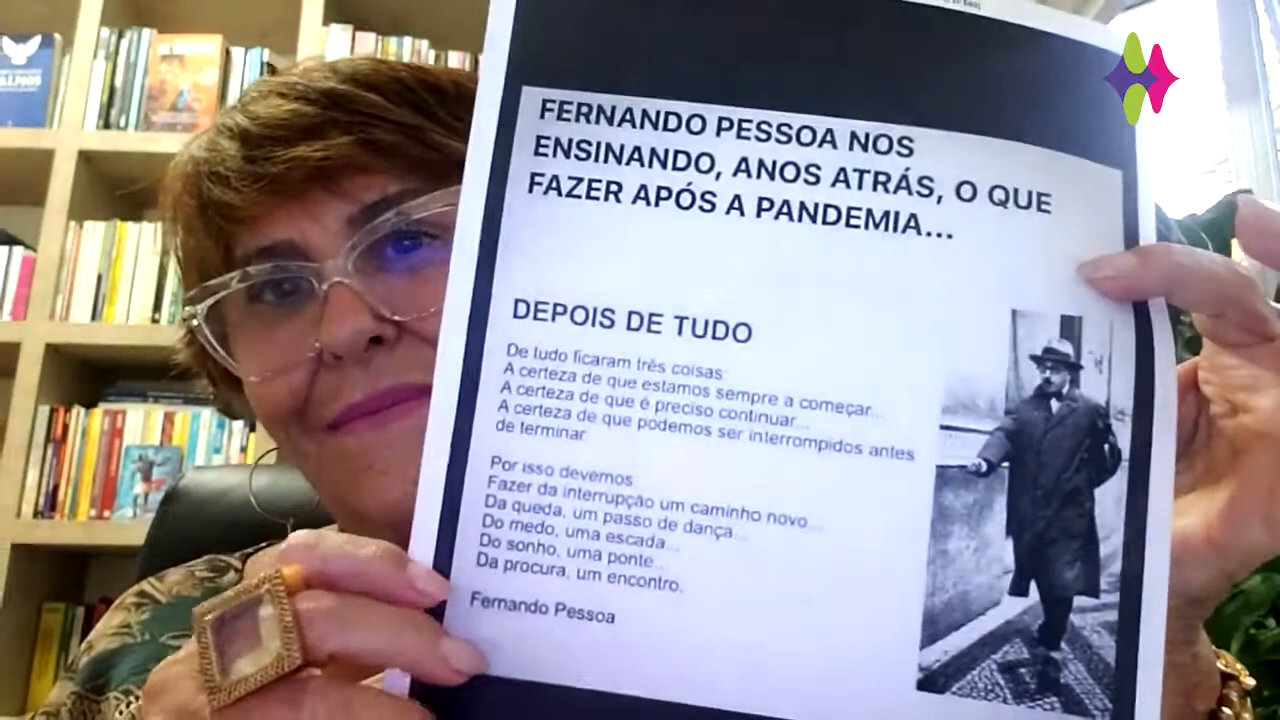 FERNANDO PESSOA NOS
ENSINANDO, ANOS ATRÁS, O QUE
FAZER APÓS A PANDEMIA...
DEPOIS DE TUDO
De tudo ficaram três coisas:
A certeza de que estamos sempre a começar...
A certeza de que é preciso continuar...
A certeza de que podemos ser interrompidos antes
de terminar
Por isso devemos
Fazer da interrupção um caminho novo...
Da queda, um passo de dança...
Do medo, uma escada...
Do sonho, uma ponte...
Da procura, um encontro.
Fernando Pessoa